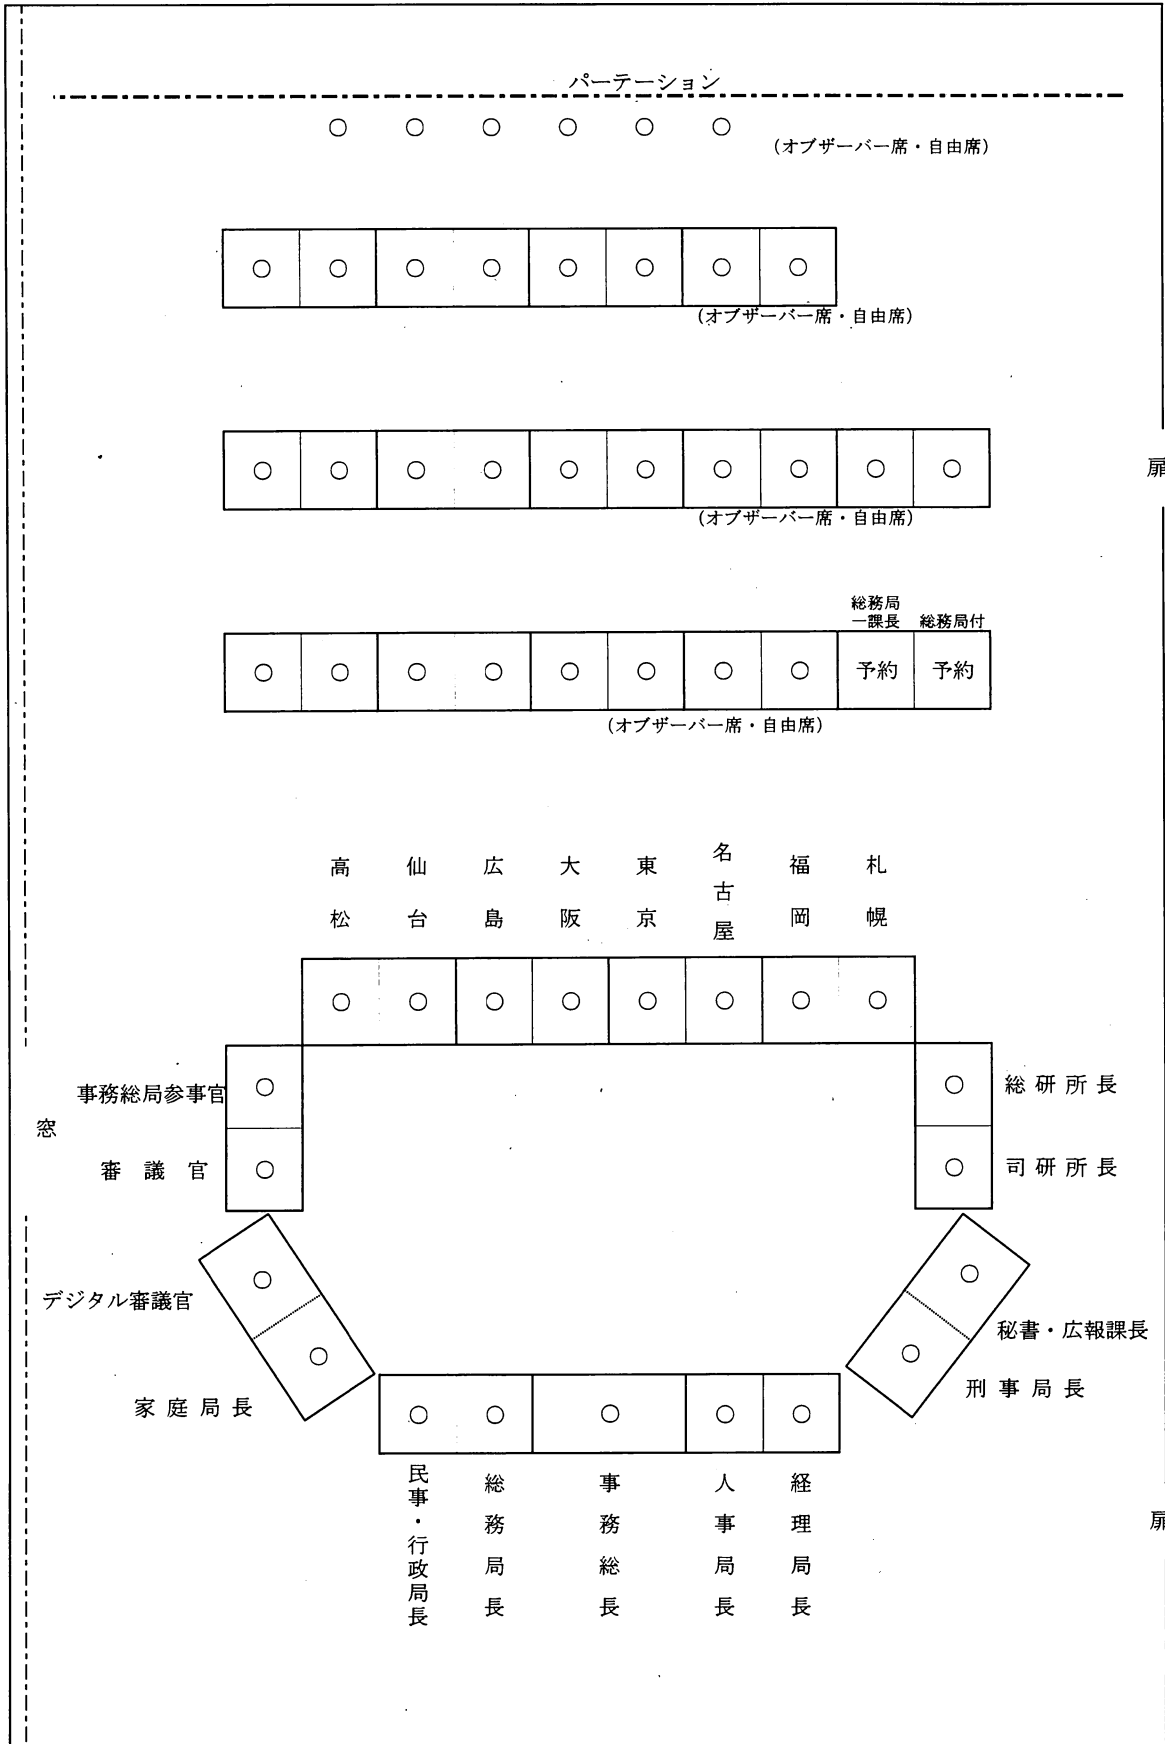 パーテーション
(オブザーバー席・自由席)
(オブザーバー席・自由席)
扉
(オブザーバー席・自由席)
総務局
一課長
総務局付
予約
予約
(オブザーバー席・自由席)
高松
仙台
広島
大阪
東京
名古屋
福岡
札幌
事務総局参事官
総研所長
窓
審議官
司研所長
デジタル審議官
秘書・広報課長
家庭局長
刑事局長
民事・行政局長
総務局長
事務総長
人事局長
経理局長
扉